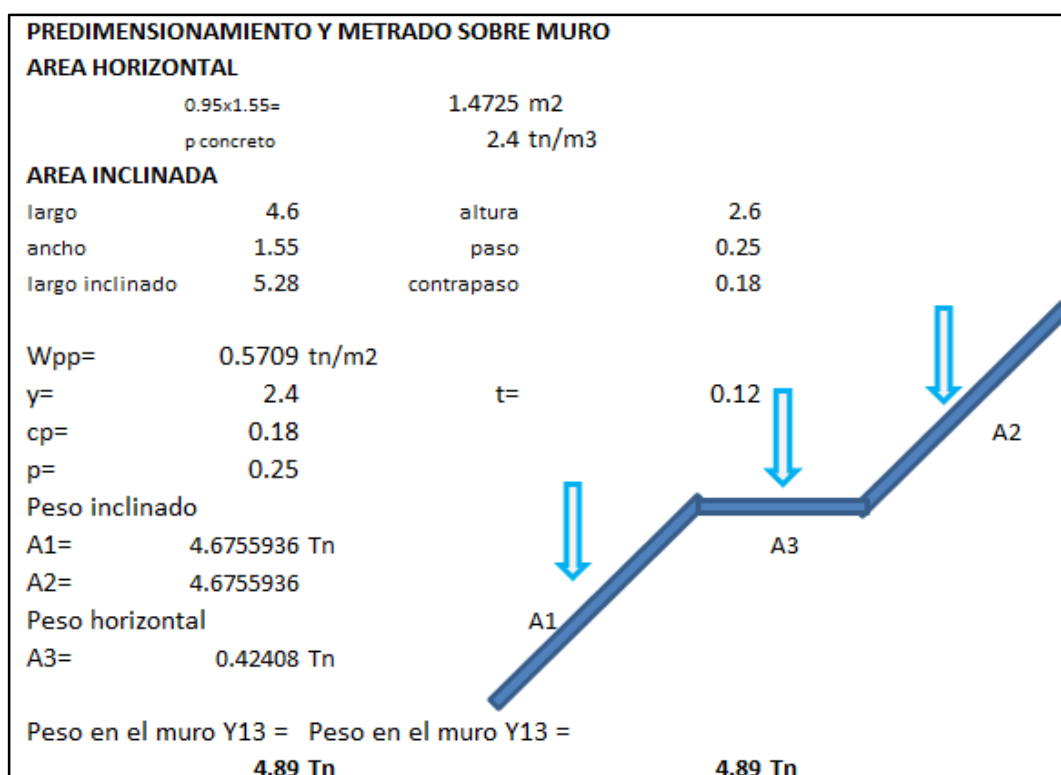 PREDIMENSIONAMIENTO Y METRADO SOBRE MURO
AREA HORIZONTAL
0.95x1.55= 1.4725 m2
p concreto 2.4 tn/m3
AREA INCLINADA
largo 4.6 altura 2.6
ancho 1.55 paso 0.25
largo inclinado 5.28 contrapaso 0.18
Wpp= 0.5709 tn/m2
y= 2.4 t= 0.12
cp= 0.18 A2
p= 0.25
Peso inclinado
A1= 4.6755936 Tn A3
A2= 4.6755936
Peso horizontal A1
A3= 0.42408 Tn
Peso en el muro Y13 = Peso en el muro Y13 =
4.89 Tn 4.89 Tn